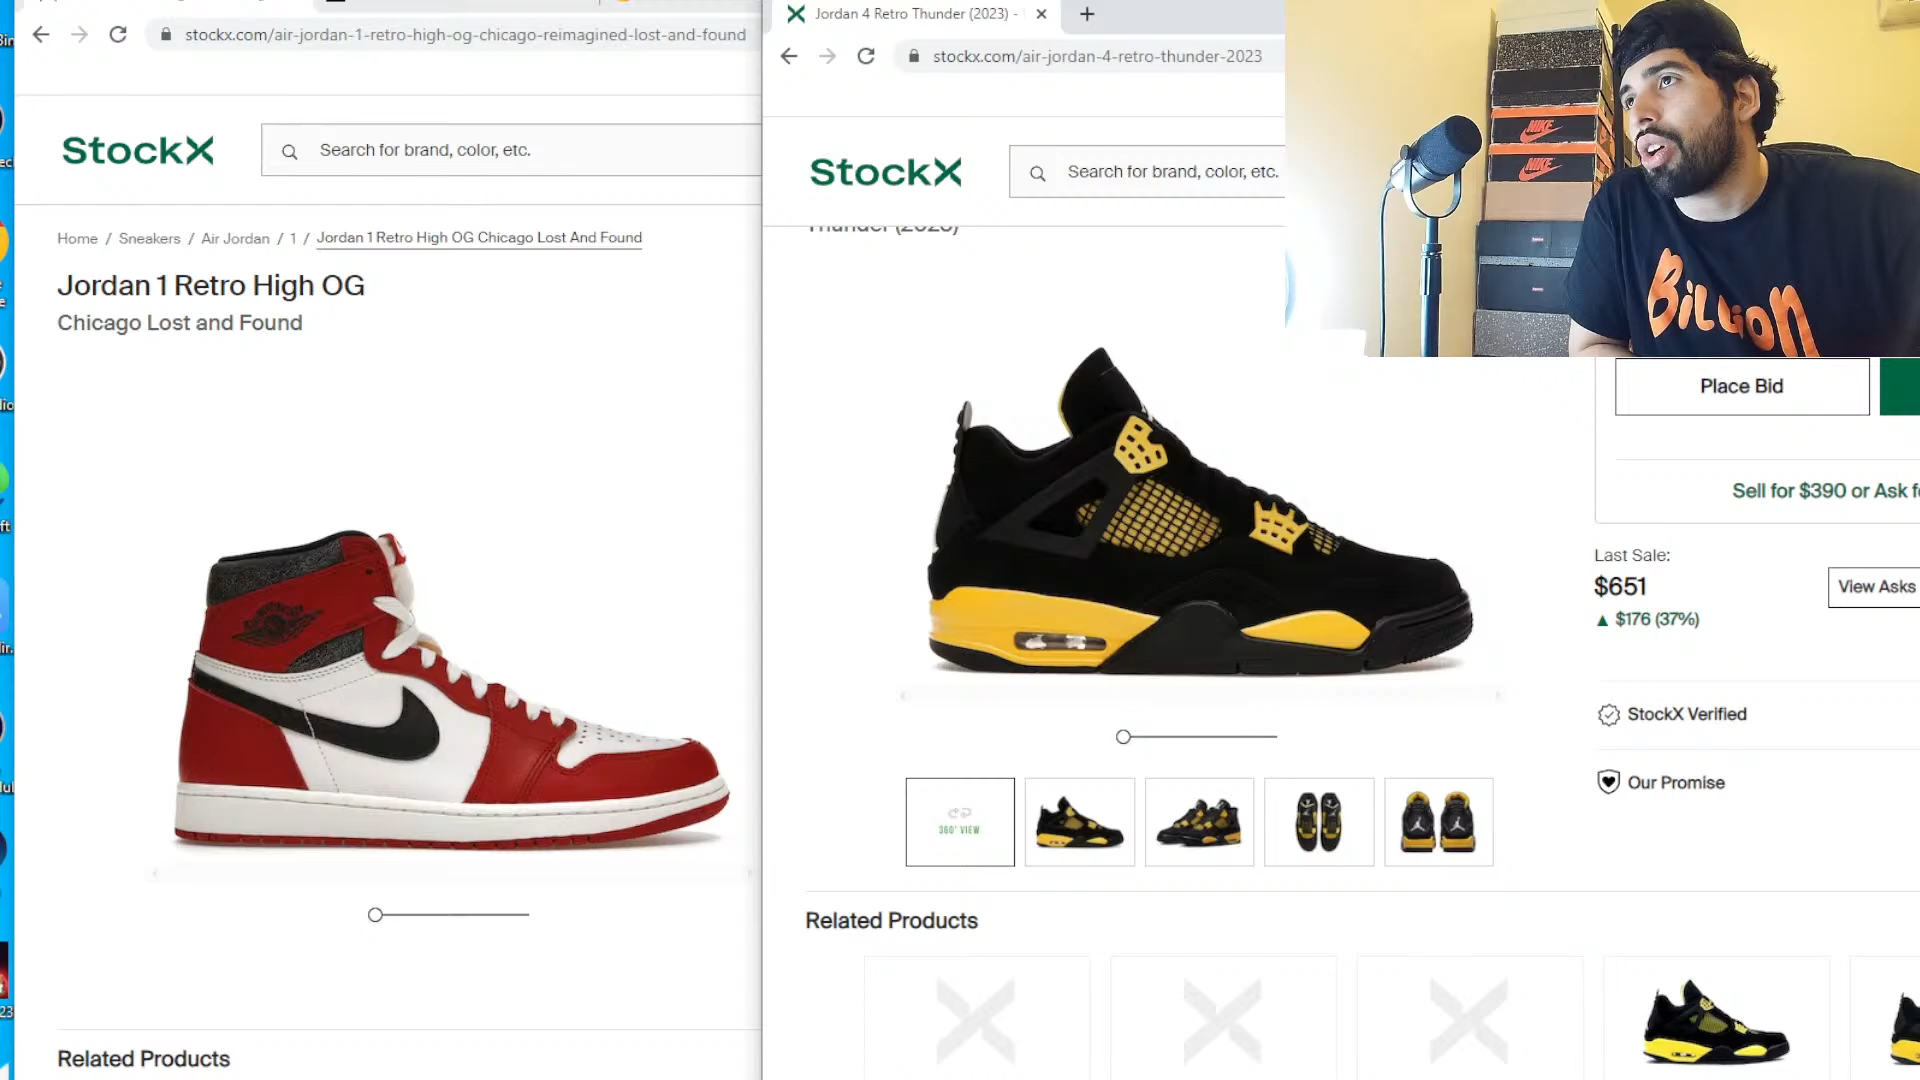 stockx.com/air-jordan-1-retro-high-og-chicago-reimagined-lost-and-found
StockX
Search for brand, color, etc.
Home / Sneakers / Air Jordan / 1 / Jordan 1 Retro High OG Chicago Lost And Found
Jordan 1 Retro High OG
Chicago Lost and Found
Related Products
Jordan 4 Retro Thunder (2023) -
stockx.com/air-jordan-4-retro-thunder-2023
StockX
Search for brand, color, etc.
Thunder (2023)
360° VIEW
Related Products
NIKE
NIKE
BiLLiON
Place Bid
Sell for $390 or Ask f
Last Sale:
$651
▲ $176 (37%)
View Asks
StockX Verified
Our Promise